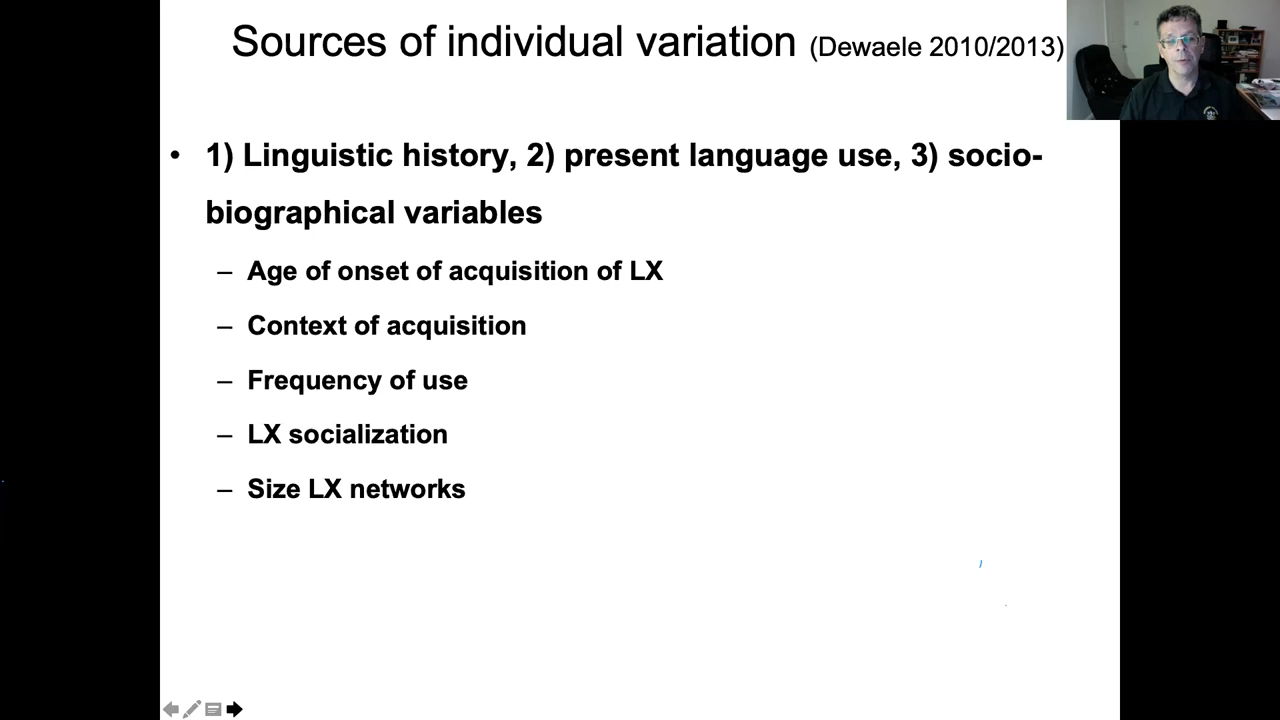 Sources of individual variation (Dewaele 2010/2013)
• 1) Linguistic history, 2) present language use, 3) socio-
biographical variables
– Age of onset of acquisition of LX
– Context of acquisition
– Frequency of use
– LX socialization
– Size LX networks